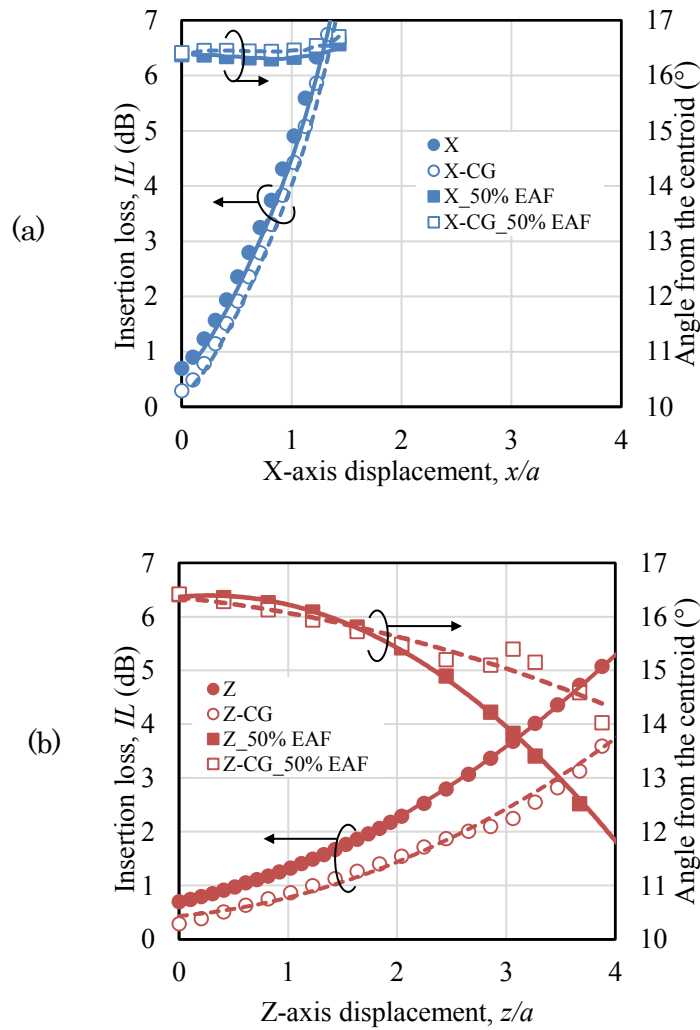 (a)
Insertion loss, IL (dB)
7
6
5
4
3
2
1
0
17
16
15
14
13
12
11
10
Angle from the centroid (°)
X
X-CG
X_50% EAF
X-CG_50% EAF
0 1 2 3 4
X-axis displacement, x/a
(b)
Insertion loss, IL (dB)
7
6
5
4
3
2
1
0
17
16
15
14
13
12
11
10
Angle from the centroid (°)
Z
Z-CG
Z_50% EAF
Z-CG_50% EAF
0 1 2 3 4
Z-axis displacement, z/a